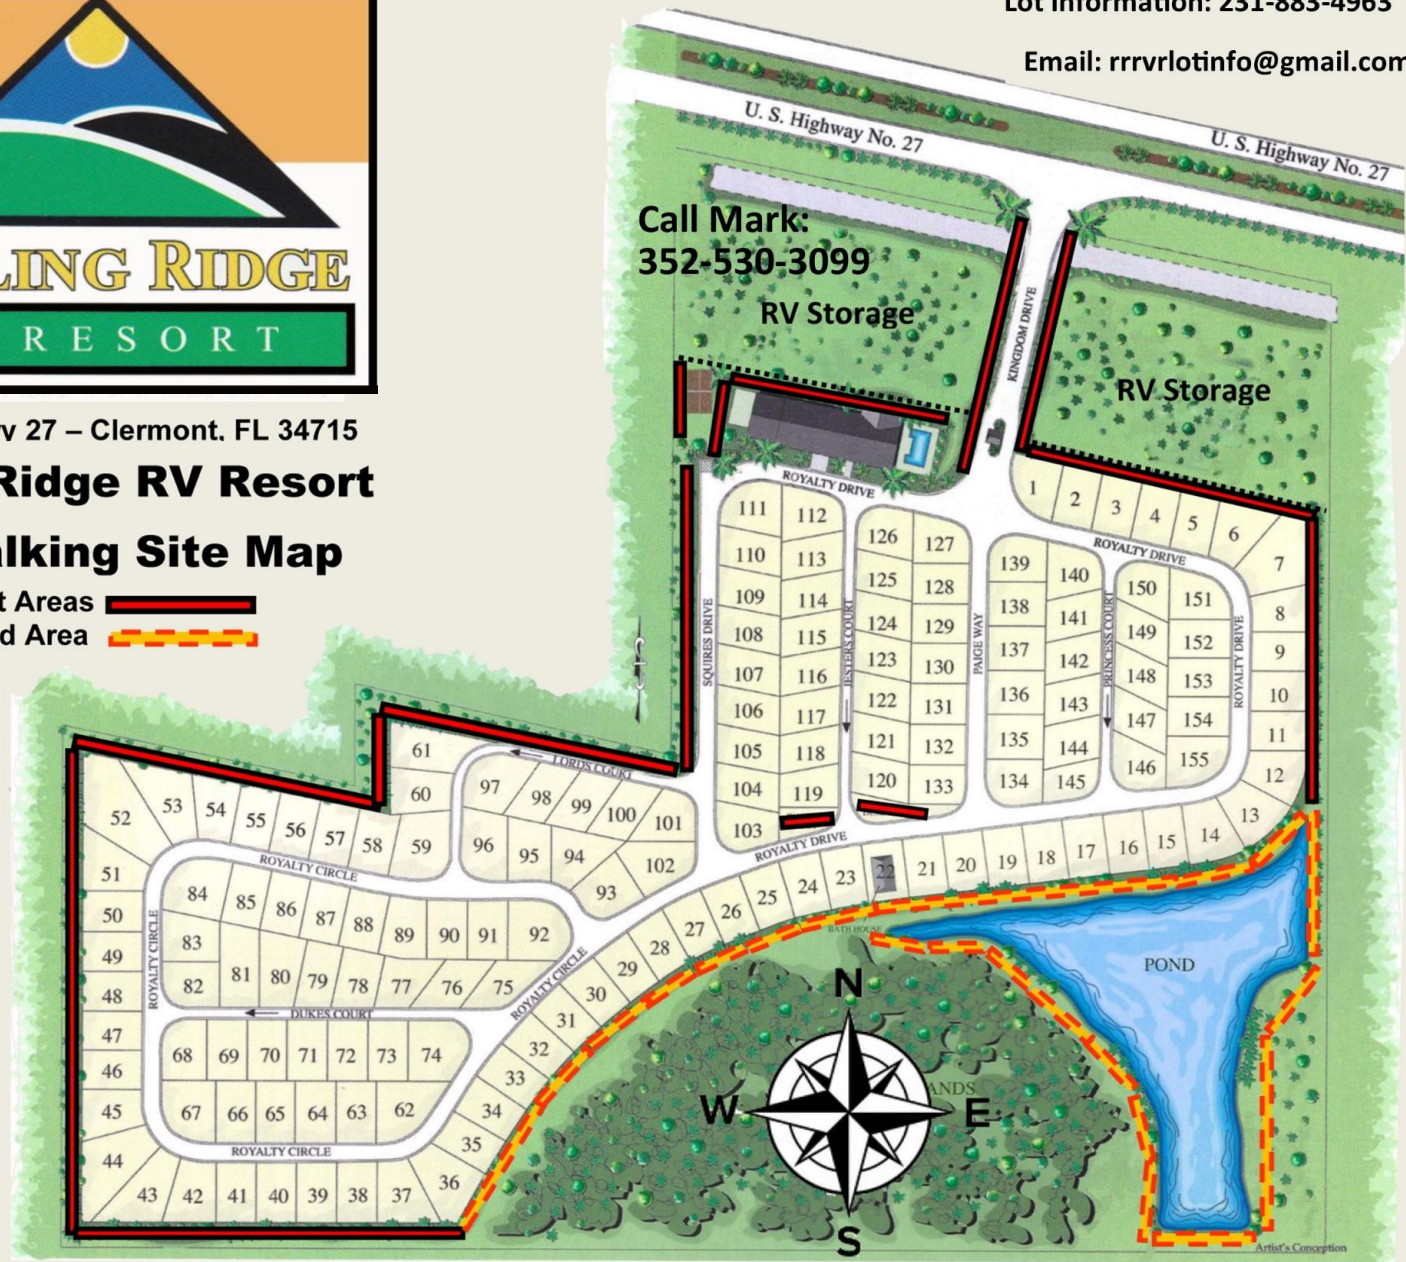 Lot Information: 231-883-4963
Email: rrrvrlotinfo@gmail.com
LING RIDGE
RESORT
27 – Clermont, FL 34715
Ridge RV Resort
alking Site Map
t Areas
d Area
U. S. Highway No. 27
U. S. Highway No. 27
Call Mark:
352-530-3099
RV Storage
RV Storage
KINGDOM DRIVE
ROYALTY DRIVE
1 2 3 4 5 6
ROYALTY DRIVE
7
8
9
10
11
12
13
ROYALTY DRIVE
SQUIRES DRIVE
111 112
110 113
109 114
108 115
107 116
106 117
105 118
104 119
103
JESTERS COURT
126 127
125 128
124 129
123 130
122 131
121 132
120 133
PAIGE WAY
139 140
138 141
137 142
136 143
135 144
134 145
PRINCESS COURT
150 151
149 152
148 153
147 154
146 155
ROYALTY DRIVE
27 26 25 24 23 22 21 20 19 18 17 16 15 14
BATH HOUSE
61
60
LORDS COURT
97 98 99 100 101
96 95 94 93 102
52 53 54 55 56 57 58 59
ROYALTY CIRCLE
51
50
49
48
47
46
45
44
ROYALTY CIRCLE
84 85 86 87 88 89 90 91 92
83
82 81 80 79 78 77 76 75
DUKES COURT
ROYALTY CIRCLE
68 69 70 71 72 73 74
67 66 65 64 63 62
ROYALTY CIRCLE
28
29
30
31
32
33
34
35
36
43 42 41 40 39 38 37
POND
N
W E
S
ANDS
Artist's Conception